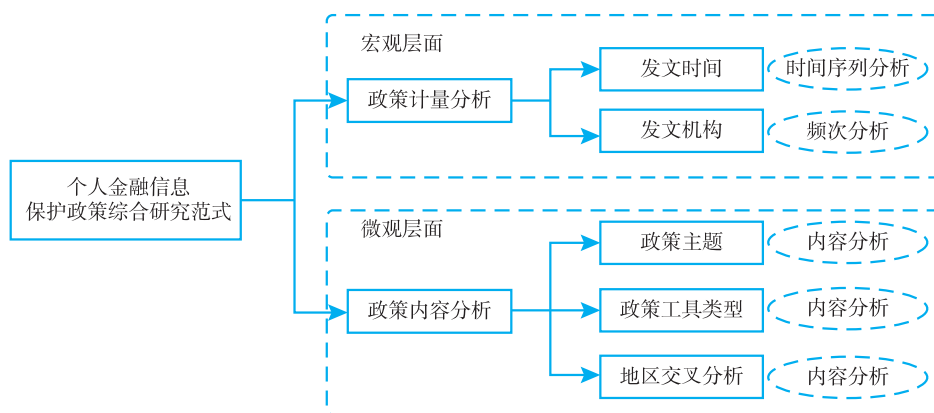 个人金融信息
保护政策综合研究范式
宏观层面
政策计量分析
发文时间
时间序列分析
发文机构
频次分析
微观层面
政策内容分析
政策主题
内容分析
政策工具类型
内容分析
地区交叉分析
内容分析